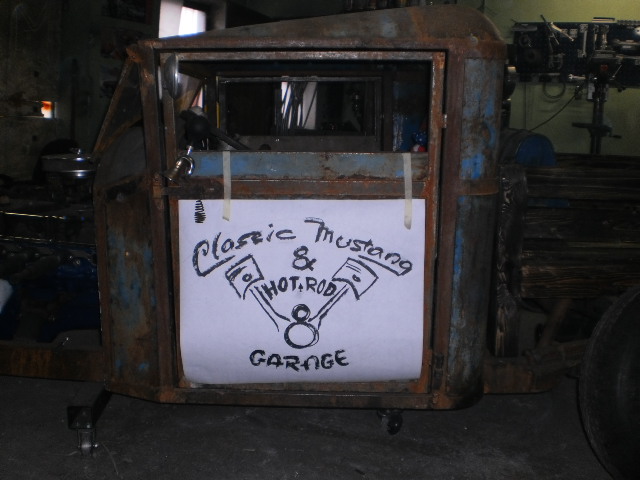 Classic Mustang
&
HOT ROD
8
GARAGE